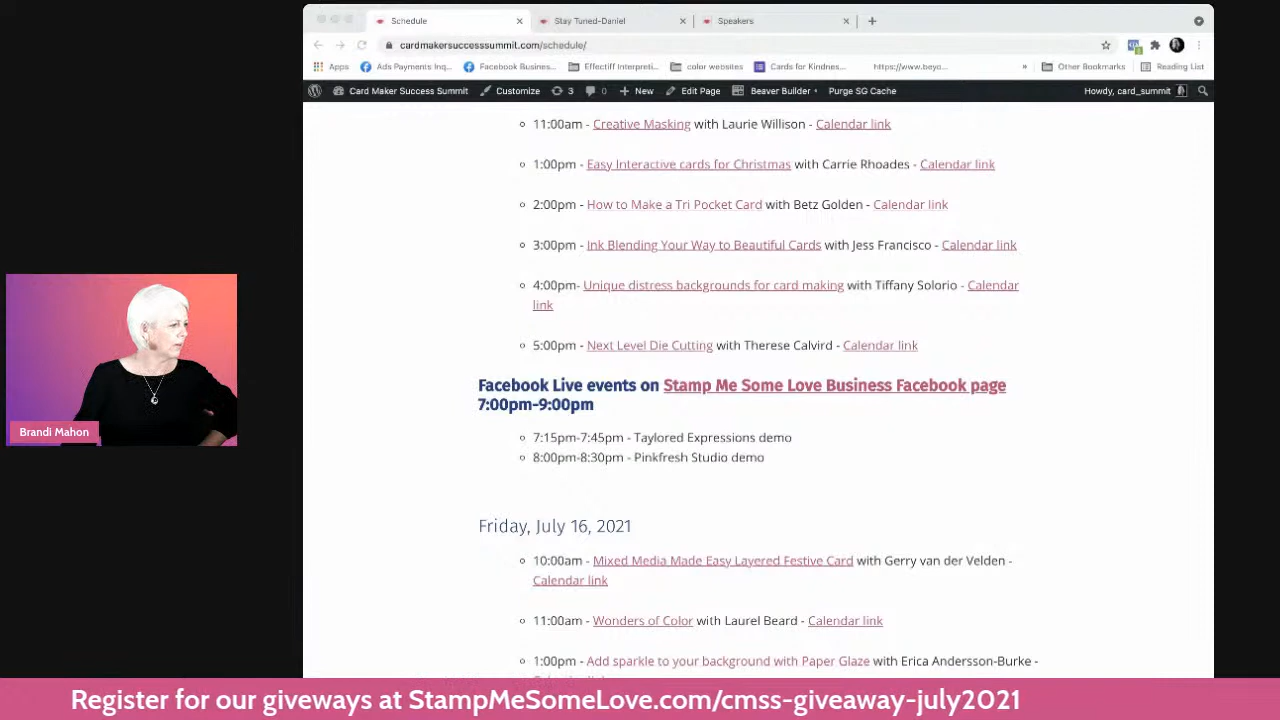 Schedule
Stay Tuned-Daniel
Speakers
cardmakersuccesssummit.com/schedule/
Apps
Ads Payments Inq...
Facebook Busines...
Effectiff Interpreti...
color websites
Cards for Kindnes...
https://www.beyo...
»
Other Bookmarks
Reading List
Card Maker Success Summit
Customize
3
0
New
Edit Page
Beaver Builder
Purge SG Cache
Howdy, card_summit
11:00am - Creative Masking with Laurie Willison - Calendar link
1:00pm - Easy Interactive cards for Christmas with Carrie Rhoades - Calendar link
2:00pm - How to Make a Tri Pocket Card with Betz Golden - Calendar link
3:00pm - Ink Blending Your Way to Beautiful Cards with Jess Francisco - Calendar link
4:00pm- Unique distress backgrounds for card making with Tiffany Solorio - Calendar
link
5:00pm - Next Level Die Cutting with Therese Calvird - Calendar link
Facebook Live events on Stamp Me Some Love Business Facebook page
7:00pm-9:00pm
7:15pm-7:45pm - Taylored Expressions demo
8:00pm-8:30pm - Pinkfresh Studio demo
Friday, July 16, 2021
10:00am - Mixed Media Made Easy Layered Festive Card with Gerry van der Velden -
Calendar link
11:00am - Wonders of Color with Laurel Beard - Calendar link
1:00pm - Add sparkle to your background with Paper Glaze with Erica Andersson-Burke -
Brandi Mahon
Register for our giveways at StampMeSomeLove.com/cmss-giveaway-july2021